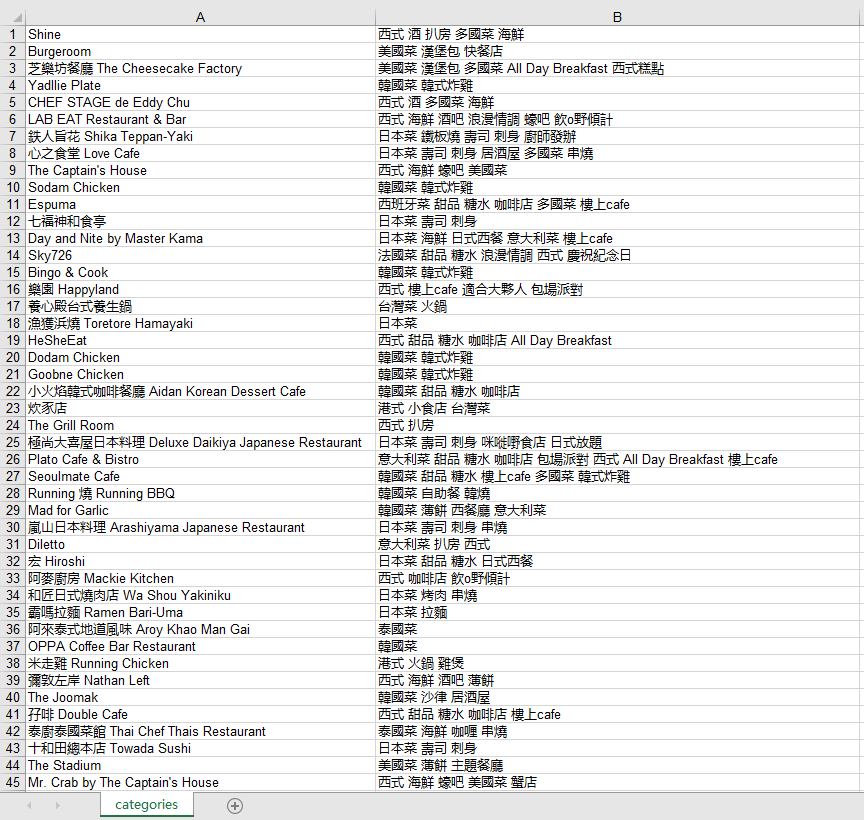 A B
1 Shine 西式 酒 扒房 多國菜 海鮮
2 Burgeroom 美國菜 漢堡包 快餐店
3 芝樂坊餐廳 The Cheesecake Factory 美國菜 漢堡包 多國菜 All Day Breakfast 西式糕點
4 Yadllie Plate 韓國菜 韓式炸雞
5 CHEF STAGE de Eddy Chu 西式 酒 多國菜 海鮮
6 LAB EAT Restaurant & Bar 西式 海鮮 酒吧 浪漫情調 蠔吧 飲o野傾計
7 鉄人旨花 Shika Teppan-Yaki 日本菜 鐵板燒 壽司 刺身 廚師發辦
8 心之食堂 Love Cafe 日本菜 壽司 刺身 居酒屋 多國菜 串燒
9 The Captain's House 西式 海鮮 蠔吧 美國菜
10 Sodam Chicken 韓國菜 韓式炸雞
11 Espuma 西班牙菜 甜品 糖水 咖啡店 多國菜 樓上cafe
12 七福神和食亭 日本菜 壽司 刺身
13 Day and Nite by Master Kama 日本菜 海鮮 日式西餐 意大利菜 樓上cafe
14 Sky726 法國菜 甜品 糖水 浪漫情調 西式 慶祝紀念日
15 Bingo & Cook 韓國菜 韓式炸雞
16 樂園 Happyland 西式 樓上cafe 適合大夥人 包場派對
17 養心殿台式養生鍋 台灣菜 火鍋
18 漁獲浜燒 Toretore Hamayaki 日本菜
19 HeSheEat 西式 甜品 糖水 咖啡店 All Day Breakfast
20 Dodam Chicken 韓國菜 韓式炸雞
21 Goobne Chicken 韓國菜 韓式炸雞
22 小火焰韓式咖啡餐廳 Aidan Korean Dessert Cafe 韓國菜 甜品 糖水 咖啡店
23 炊豕店 港式 小食店 台灣菜
24 The Grill Room 西式 扒房
25 極尚大喜屋日本料理 Deluxe Daikiya Japanese Restaurant 日本菜 壽司 刺身 咪嘥嘢食店 日式放題
26 Plato Cafe & Bistro 意大利菜 甜品 糖水 咖啡店 包場派對 西式 All Day Breakfast 樓上cafe
27 Seoulmate Cafe 韓國菜 甜品 糖水 樓上cafe 多國菜 韓式炸雞
28 Running 燒 Running BBQ 韓國菜 自助餐 韓燒
29 Mad for Garlic 韓國菜 薄餅 西餐廳 意大利菜
30 嵐山日本料理 Arashiyama Japanese Restaurant 日本菜 壽司 刺身 串燒
31 Diletto 意大利菜 扒房 西式
32 宏 Hiroshi 日本菜 甜品 糖水 日式西餐
33 阿麥廚房 Mackie Kitchen 西式 咖啡店 飲o野傾計
34 和匠日式燒肉店 Wa Shou Yakiniku 日本菜 烤肉 串燒
35 霸嗎拉麵 Ramen Bari-Uma 日本菜 拉麵
36 阿來泰式地道風味 Aroy Khao Man Gai 泰國菜
37 OPPA Coffee Bar Restaurant 韓國菜
38 米走雞 Running Chicken 港式 火鍋 雞煲
39 彌敦左岸 Nathan Left 西式 海鮮 酒吧 薄餅
40 The Joomak 韓國菜 沙律 居酒屋
41 孖啡 Double Cafe 西式 甜品 糖水 咖啡店 樓上cafe
42 泰廚泰國菜館 Thai Chef Thais Restaurant 泰國菜 海鮮 咖喱 串燒
43 十和田總本店 Towada Sushi 日本菜 壽司 刺身
44 The Stadium 美國菜 薄餅 主題餐廳
45 Mr. Crab by The Captain's House 西式 海鮮 蠔吧 美國菜 蟹店
categories